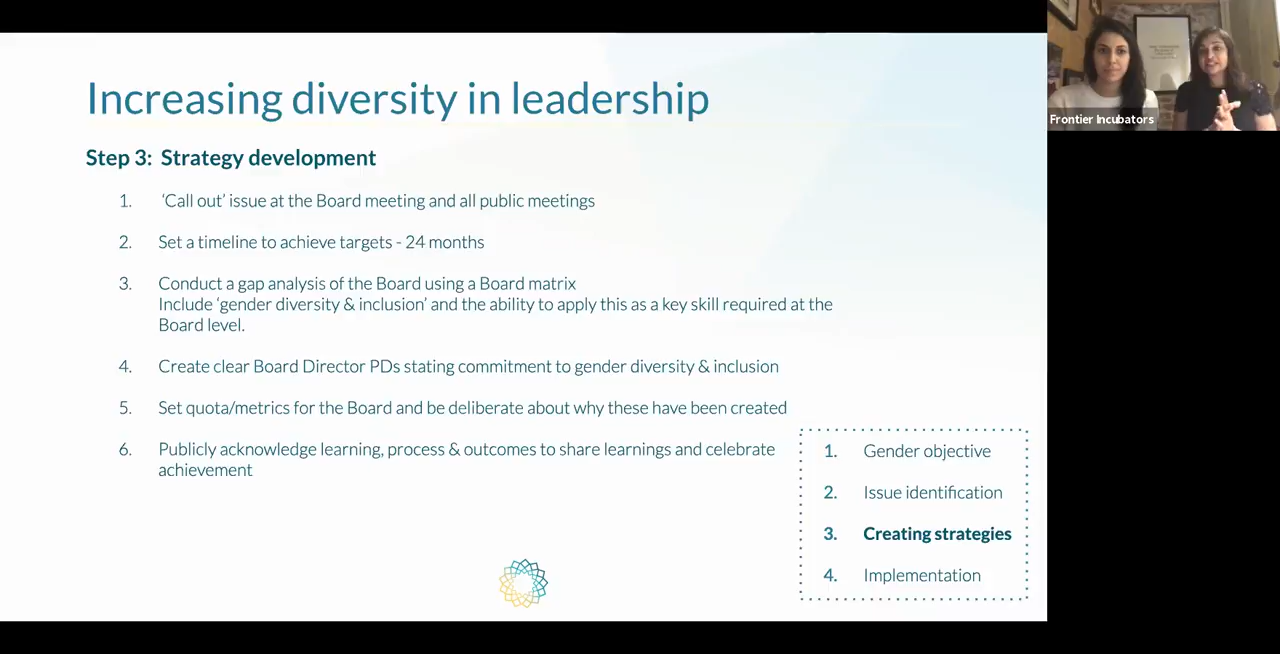 Increasing diversity in leadership
Step 3: Strategy development
1. ‘Call out’ issue at the Board meeting and all public meetings
2. Set a timeline to achieve targets - 24 months
3. Conduct a gap analysis of the Board using a Board matrix
Include ‘gender diversity & inclusion’ and the ability to apply this as a key skill required at the
Board level.
4. Create clear Board Director PDs stating commitment to gender diversity & inclusion
5. Set quota/metrics for the Board and be deliberate about why these have been created
6. Publicly acknowledge learning, process & outcomes to share learnings and celebrate
achievement
1. Gender objective
2. Issue identification
3. Creating strategies
4. Implementation
Frontier Incubators